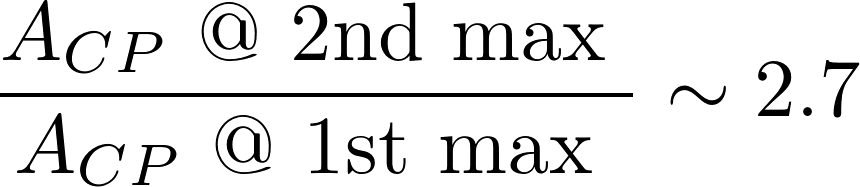 A_{CP} @ 2nd max
A_{CP} @ 1st max
∼ 2.7